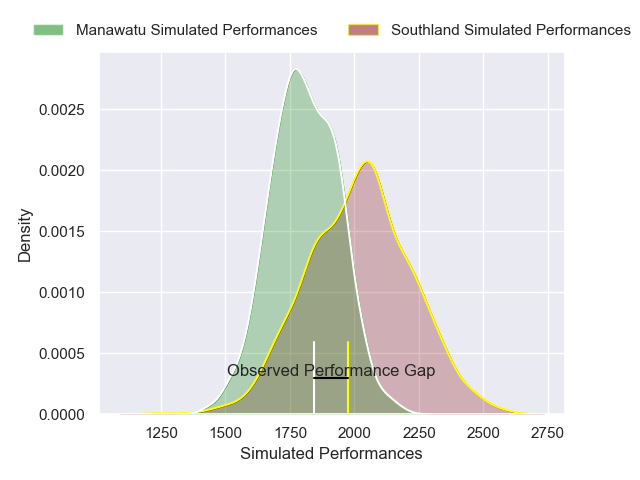 Manawatu Simulated Performances
Southland Simulated Performances
0.0025
0.0020
0.0015
0.0010
0.0005
0.0000
Density
Observed Performance Gap
1250 1500 1750 2000 2250 2500 2750
Simulated Performances